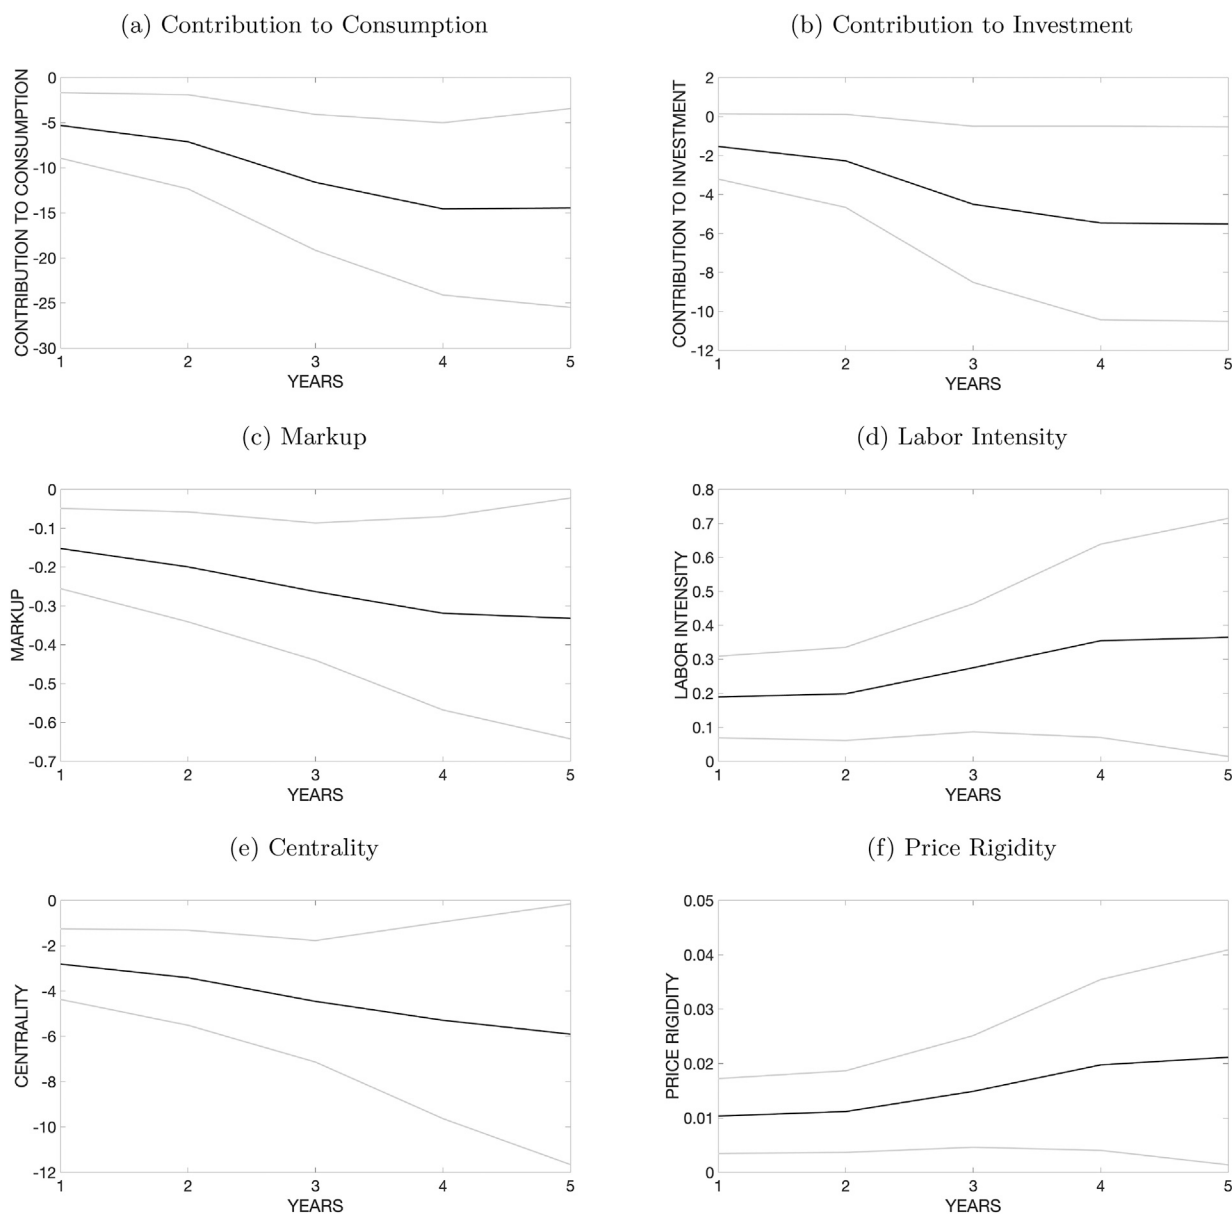 (a) Contribution to Consumption
(b) Contribution to Investment
CONTRIBUTION TO CONSUMPTION
0
-5
-10
-15
-20
-25
-30
1 2 3 4 5
YEARS
CONTRIBUTION TO INVESTMENT
2
0
-2
-4
-6
-8
-10
-12
1 2 3 4 5
YEARS
(c) Markup
(d) Labor Intensity
MARKUP
0
-0.1
-0.2
-0.3
-0.4
-0.5
-0.6
-0.7
1 2 3 4 5
YEARS
LABOR INTENSITY
0.8
0.7
0.6
0.5
0.4
0.3
0.2
0.1
0
1 2 3 4 5
YEARS
(e) Centrality
(f) Price Rigidity
CENTRALITY
0
-2
-4
-6
-8
-10
-12
1 2 3 4 5
YEARS
PRICE RIGIDITY
0.05
0.04
0.03
0.02
0.01
0
1 2 3 4 5
YEARS